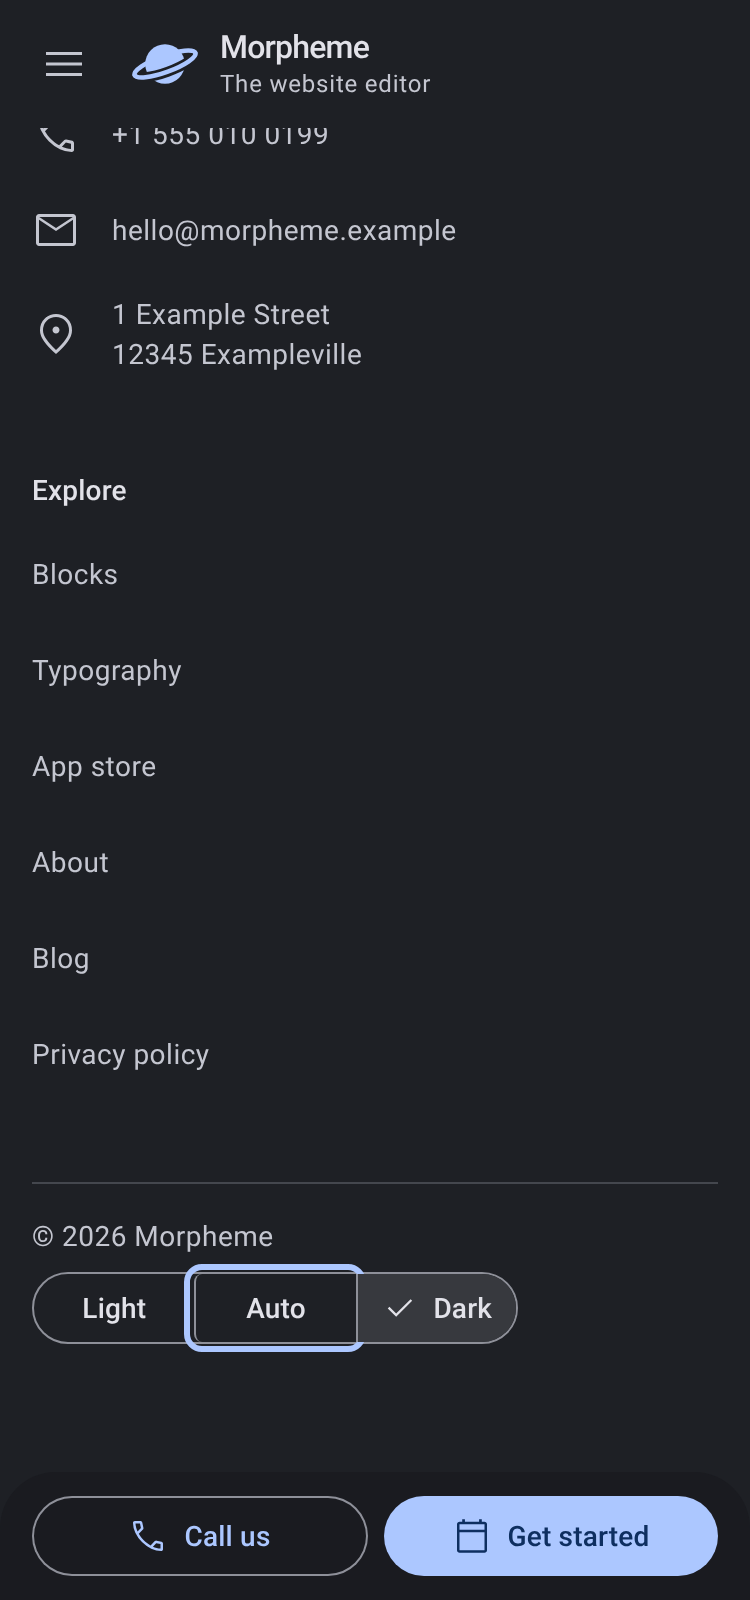 Morpheme
The website editor
+1 555 010 0199
hello@morpheme.example
1 Example Street
12345 Exampleville
Explore
Blocks
Typography
App store
About
Blog
Privacy policy
© 2026 Morpheme
Light
Auto
Dark
Call us
Get started